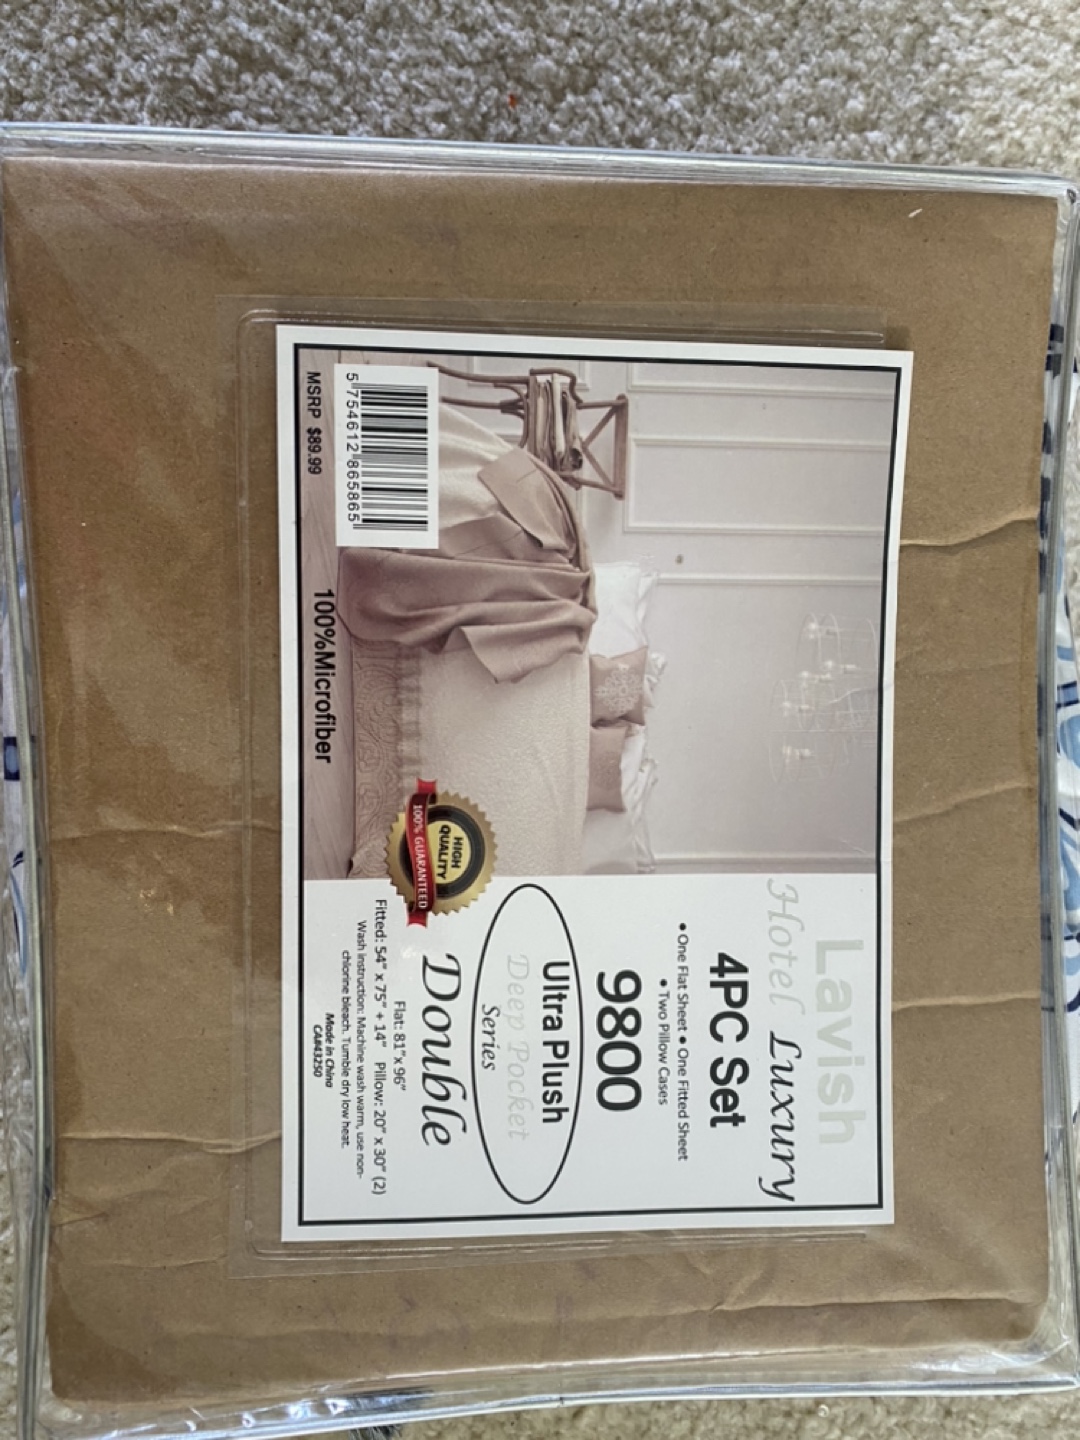 Lavish
Hotel Luxury
4PC Set
• One Flat Sheet • One Fitted Sheet
• Two Pillow Cases
9800
Ultra Plush
Deep Pocket
Series
Double
Flat: 81"x 96"
Fitted: 54" x 75" + 14" Pillow: 20" x 30" (2)
Wash instruction: Machine wash warm, use non-
chlorine bleach. Tumble dry low heat.
Made in China
CA#43250
HIGH
QUALITY
100% GUARANTEED
5 754612 865865
MSRP $89.99
100%Microfiber